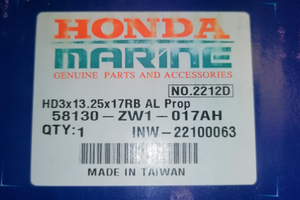 HONDA
MARINE
GENUINE PARTS AND ACCESSORIES
NO.2212D
HD3x13.25x17RB AL Prop
58130-ZW1-017AH
QTY:1 INW-22100063
MADE IN TAIWAN